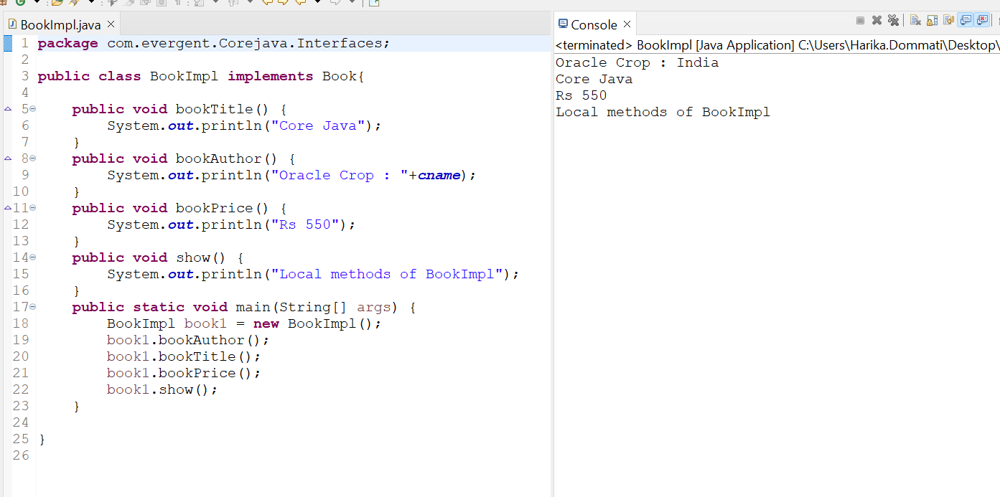 BookImpl.java
1 package com.evergent.Corejava.Interfaces;
2
3 public class BookImpl implements Book{
4
5 public void bookTitle() {
6 System.out.println("Core Java");
7 }
8 public void bookAuthor() {
9 System.out.println("Oracle Crop : "+cname);
10 }
11 public void bookPrice() {
12 System.out.println("Rs 550");
13 }
14 public void show() {
15 System.out.println("Local methods of BookImpl");
16 }
17 public static void main(String[] args) {
18 BookImpl book1 = new BookImpl();
19 book1.bookAuthor();
20 book1.bookTitle();
21 book1.bookPrice();
22 book1.show();
23 }
24
25 }
26
Console
<terminated> BookImpl [Java Application] C:\Users\Harika.Dommati\Desktop\
Oracle Crop : India
Core Java
Rs 550
Local methods of BookImpl